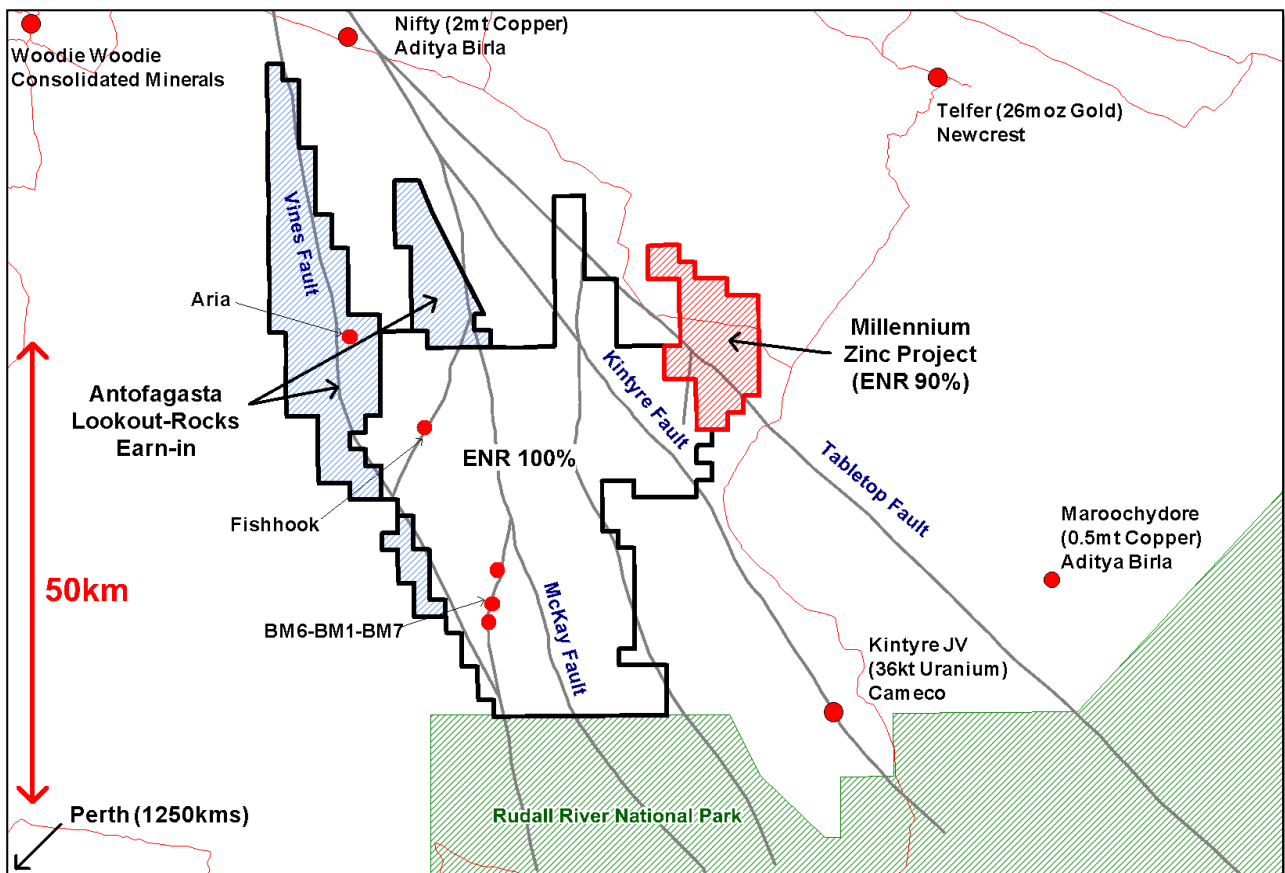 Nifty (2mt Copper)
Aditya Birla
Woodie Woodie
Consolidated Minerals
Telfer (26moz Gold)
Newcrest
Vines Fault
Aria
Millennium
Zinc Project
(ENR 90%)
Kintyre Fault
Antofagasta
Lookout-Rocks
Earn-in
ENR 100%
Tabletop Fault
Fishhook
Maroochydore
(0.5mt Copper)
Aditya Birla
50km
McKay Fault
BM6-BM1-BM7
Kintyre JV
(36kt Uranium)
Cameco
Perth (1250kms)
Rudall River National Park